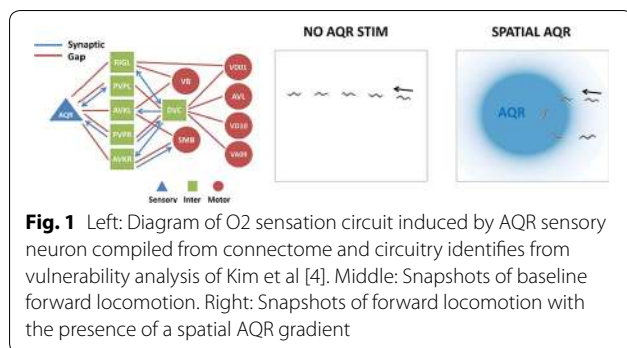 NO AQR STIM
SPATIAL AQR
Synaptic
Gap
RIGL
PVPL
AVKL
PVPR
AVKR
AQR
VB
DVC
SMB
VD01
AVL
VD10
VA09
AQR
Sensory Inter Motor
Fig. 1 Left: Diagram of O2 sensation circuit induced by AQR sensory
neuron compiled from connectome and circuitry identifies from
vulnerability analysis of Kim et al [4]. Middle: Snapshots of baseline
forward locomotion. Right: Snapshots of forward locomotion with
the presence of a spatial AQR gradient